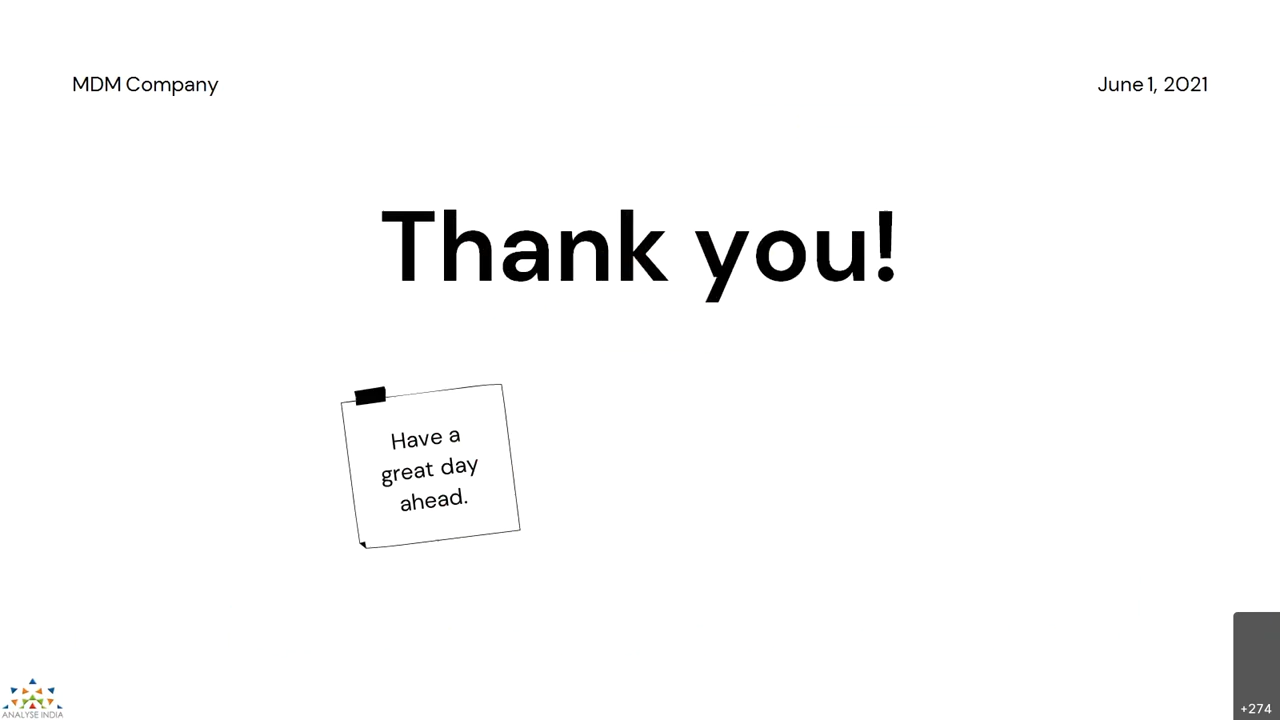 MDM Company
June 1, 2021
Thank you!
Have a
great day
ahead.
ANALYSE INDIA
+274